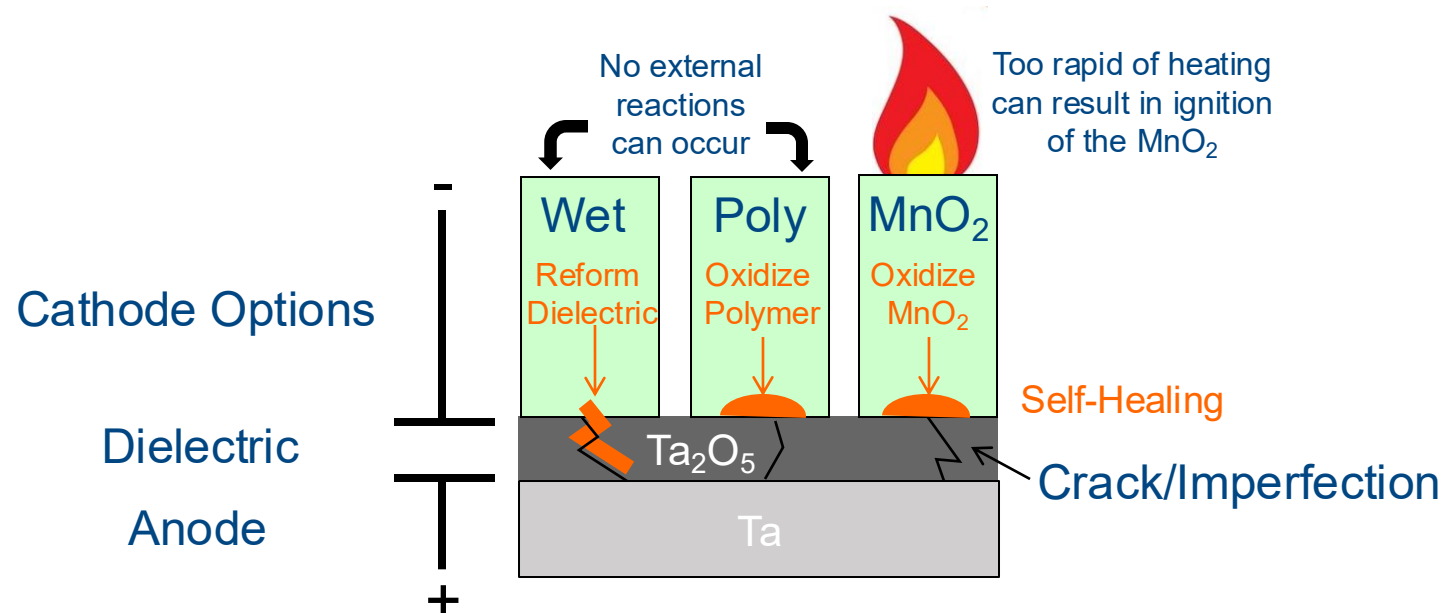 No external
reactions
can occur
Too rapid of heating
can result in ignition
of the MnO₂
-
Wet
Poly
MnO₂
Reform
Dielectric
Oxidize
Polymer
Oxidize
MnO₂
Cathode Options
Self-Healing
Dielectric
Ta₂O₅
Crack/Imperfection
Anode
Ta
+